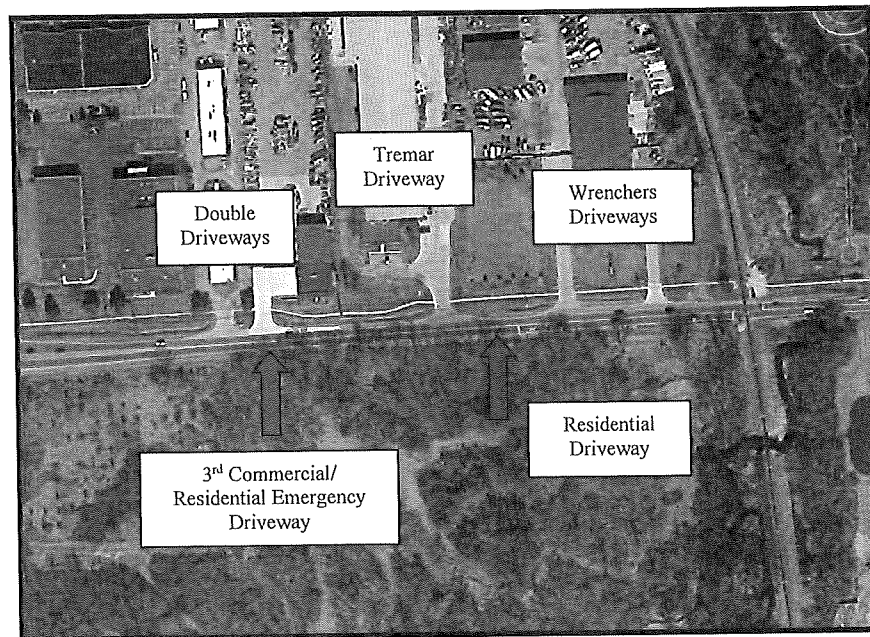 Tremar
Driveway
Double
Driveways
Wrenchers
Driveways
Residential
Driveway
3rd Commercial/
Residential Emergency
Driveway